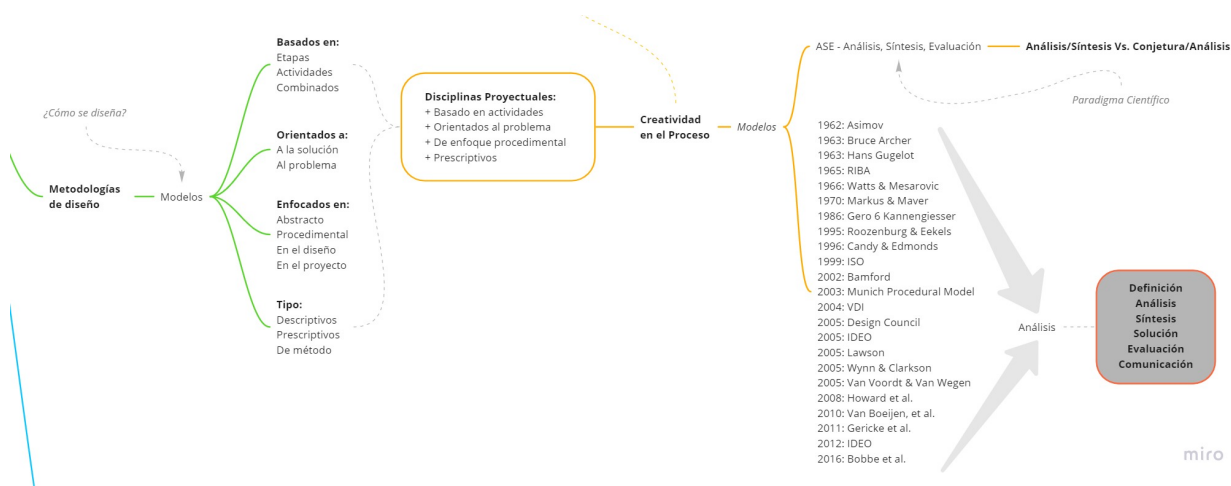 ¿Cómo se diseña?
Metodologías
de diseño
Modelos
Basados en:
Etapas
Actividades
Combinados
Orientados a:
A la solución
Al problema
Enfocados en:
Abstracto
Procedimental
En el diseño
En el proyecto
Tipo:
Descriptivos
Prescriptivos
De método
Disciplinas Proyectuales:
+ Basado en actividades
+ Orientados al problema
+ De enfoque procedimental
+ Prescriptivos
Creatividad
en el Proceso
Modelos
ASE - Análisis, Síntesis, Evaluación
Análisis/Síntesis Vs. Conjetura/Análisis
Paradigma Científico
1962: Asimov
1963: Bruce Archer
1963: Hans Gugelot
1965: RIBA
1966: Watts & Mesarovic
1970: Markus & Maver
1986: Gero 6 Kannengiesser
1995: Roozenburg & Eekels
1996: Candy & Edmonds
1999: ISO
2002: Bamford
2003: Munich Procedural Model
2004: VDI
2005: Design Council
2005: IDEO
2005: Lawson
2005: Wynn & Clarkson
2005: Van Voordt & Van Wegen
2008: Howard et al.
2010: Van Boeijen, et al.
2011: Gericke et al.
2012: IDEO
2016: Bobbe et al.
Análisis
Definición
Análisis
Síntesis
Solución
Evaluación
Comunicación
miro